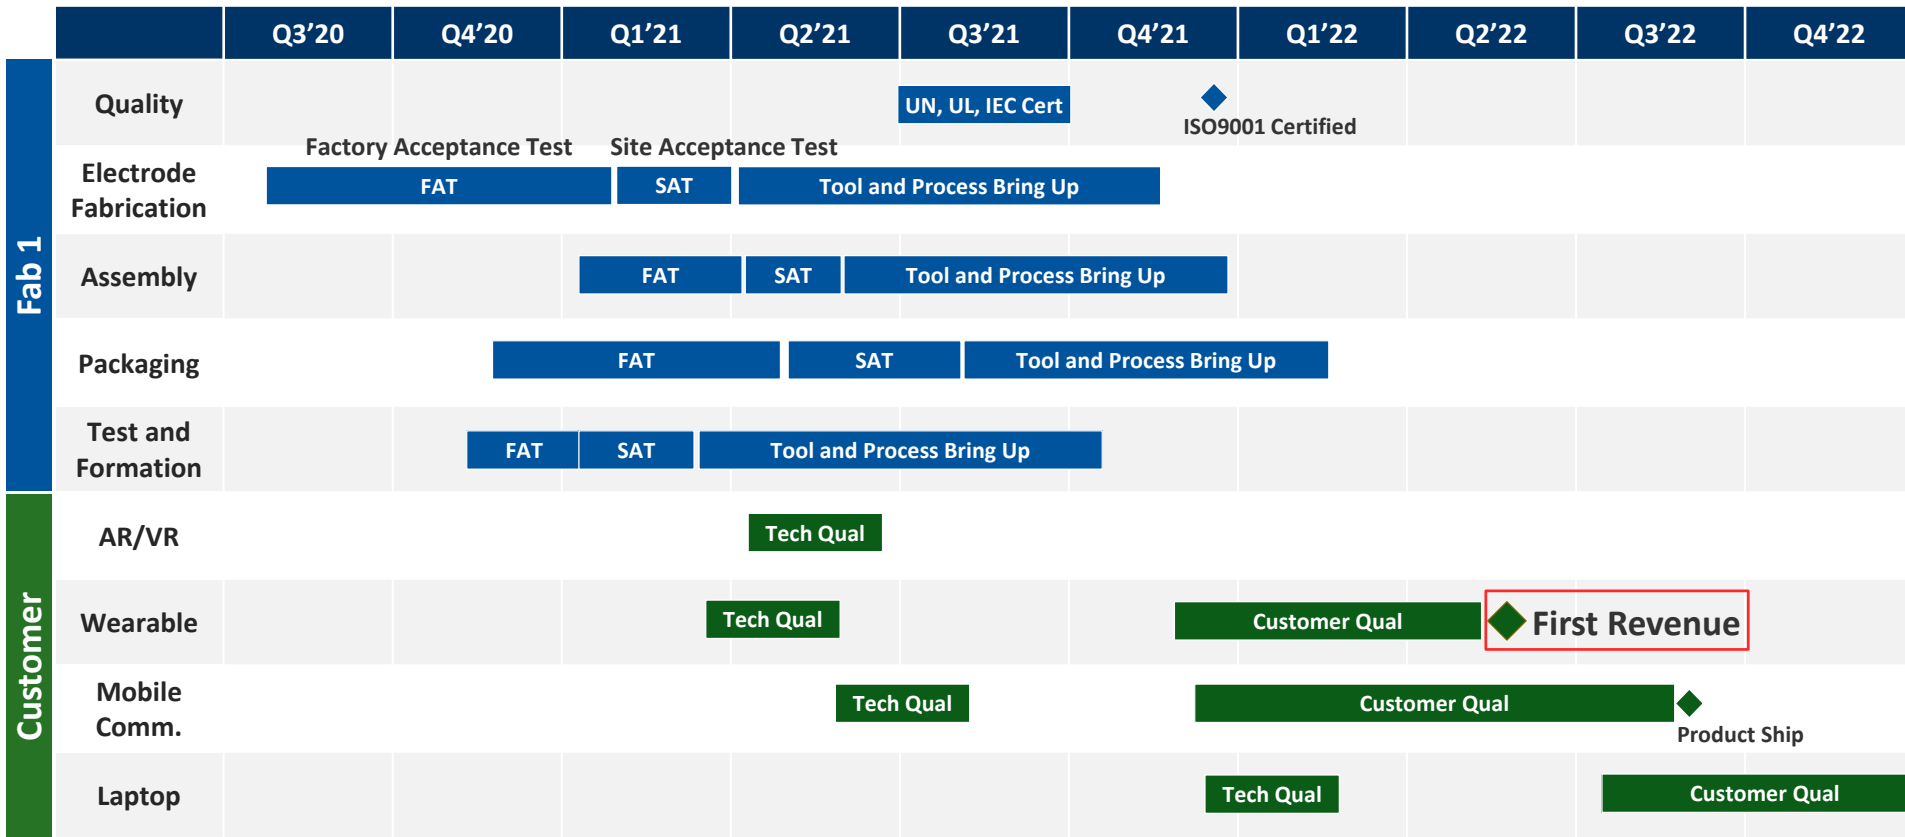 Q3’20 Q4’20 Q1’21 Q2’21 Q3’21 Q4’21 Q1’22 Q2’22 Q3’22 Q4’22
Fab 1
Quality
UN, UL, IEC Cert
ISO9001 Certified
Factory Acceptance Test Site Acceptance Test
Electrode
Fabrication
FAT SAT Tool and Process Bring Up
Assembly FAT SAT Tool and Process Bring Up
Packaging FAT SAT Tool and Process Bring Up
Test and
Formation
FAT SAT Tool and Process Bring Up
Customer
AR/VR Tech Qual
Wearable Tech Qual Customer Qual First Revenue
Mobile
Comm.
Tech Qual Customer Qual
Product Ship
Laptop Tech Qual Customer Qual